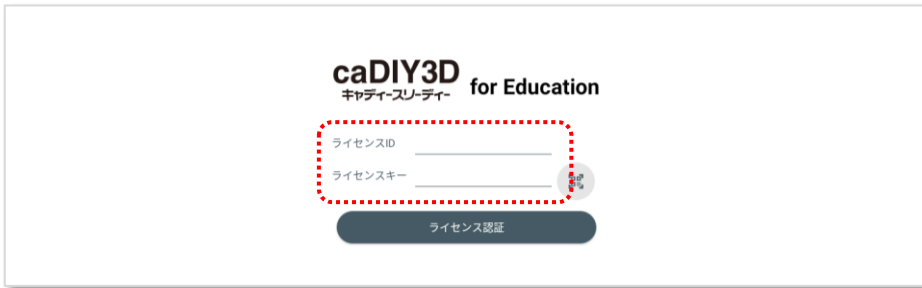 caDIY3D for Education
キャディースリーディー
ライセンスID
ライセンスキー
ライセンス認証